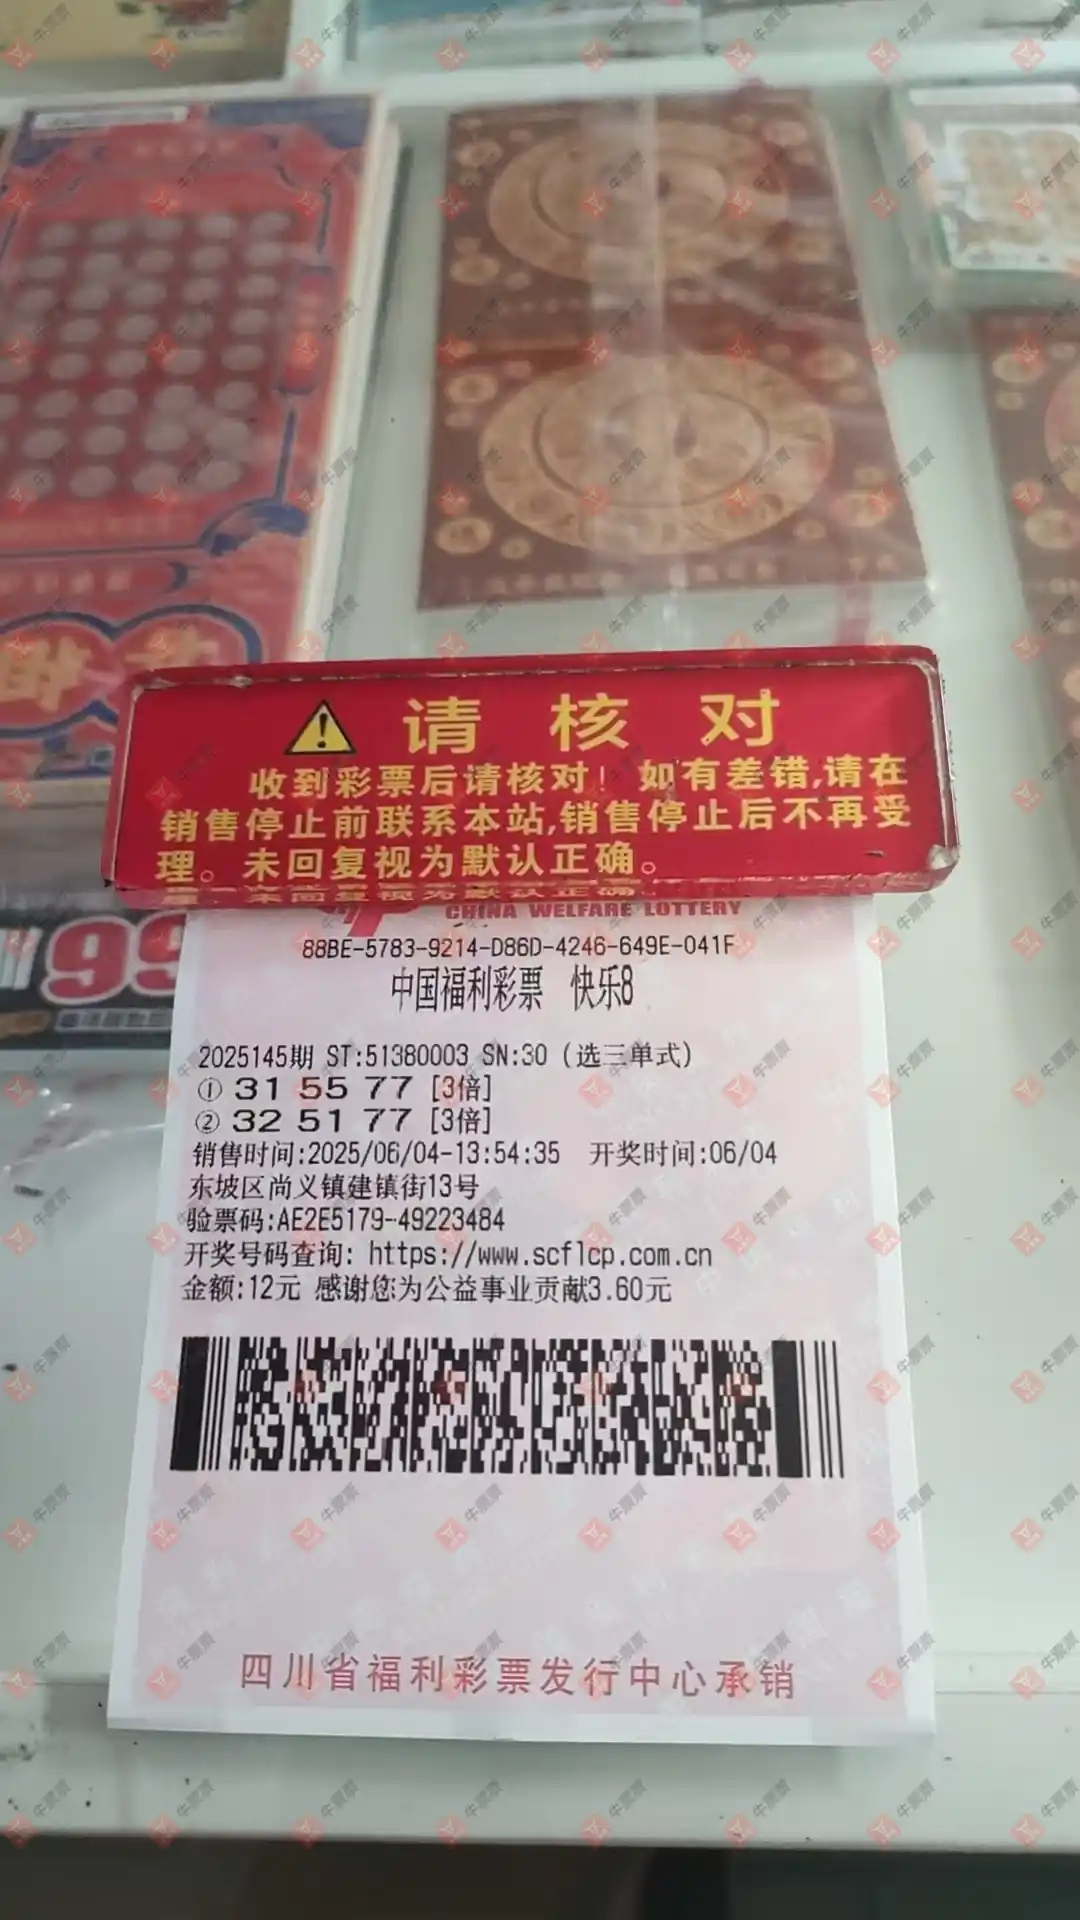 请核对
收到彩票后请核对！如有差错,请在
销售停止前联系本站,销售停止后不再受
理。未回复视为默认正确。
CHINA WELFARE LOTTERY
88BE-5783-9214-D86D-4246-649E-041F
中国福利彩票 快乐8
2025145期 ST:51380003 SN:30 (选三单式)
① 31 55 77 [3倍]
② 32 51 77 [3倍]
销售时间:2025/06/04-13:54:35 开奖时间:06/04
东坡区尚义镇建镇街13号
验票码:AE2E5179-49223484
开奖号码查询: https://www.scflcp.com.cn
金额:12元 感谢您为公益事业贡献3.60元
四川省福利彩票发行中心承销
99
牛票票